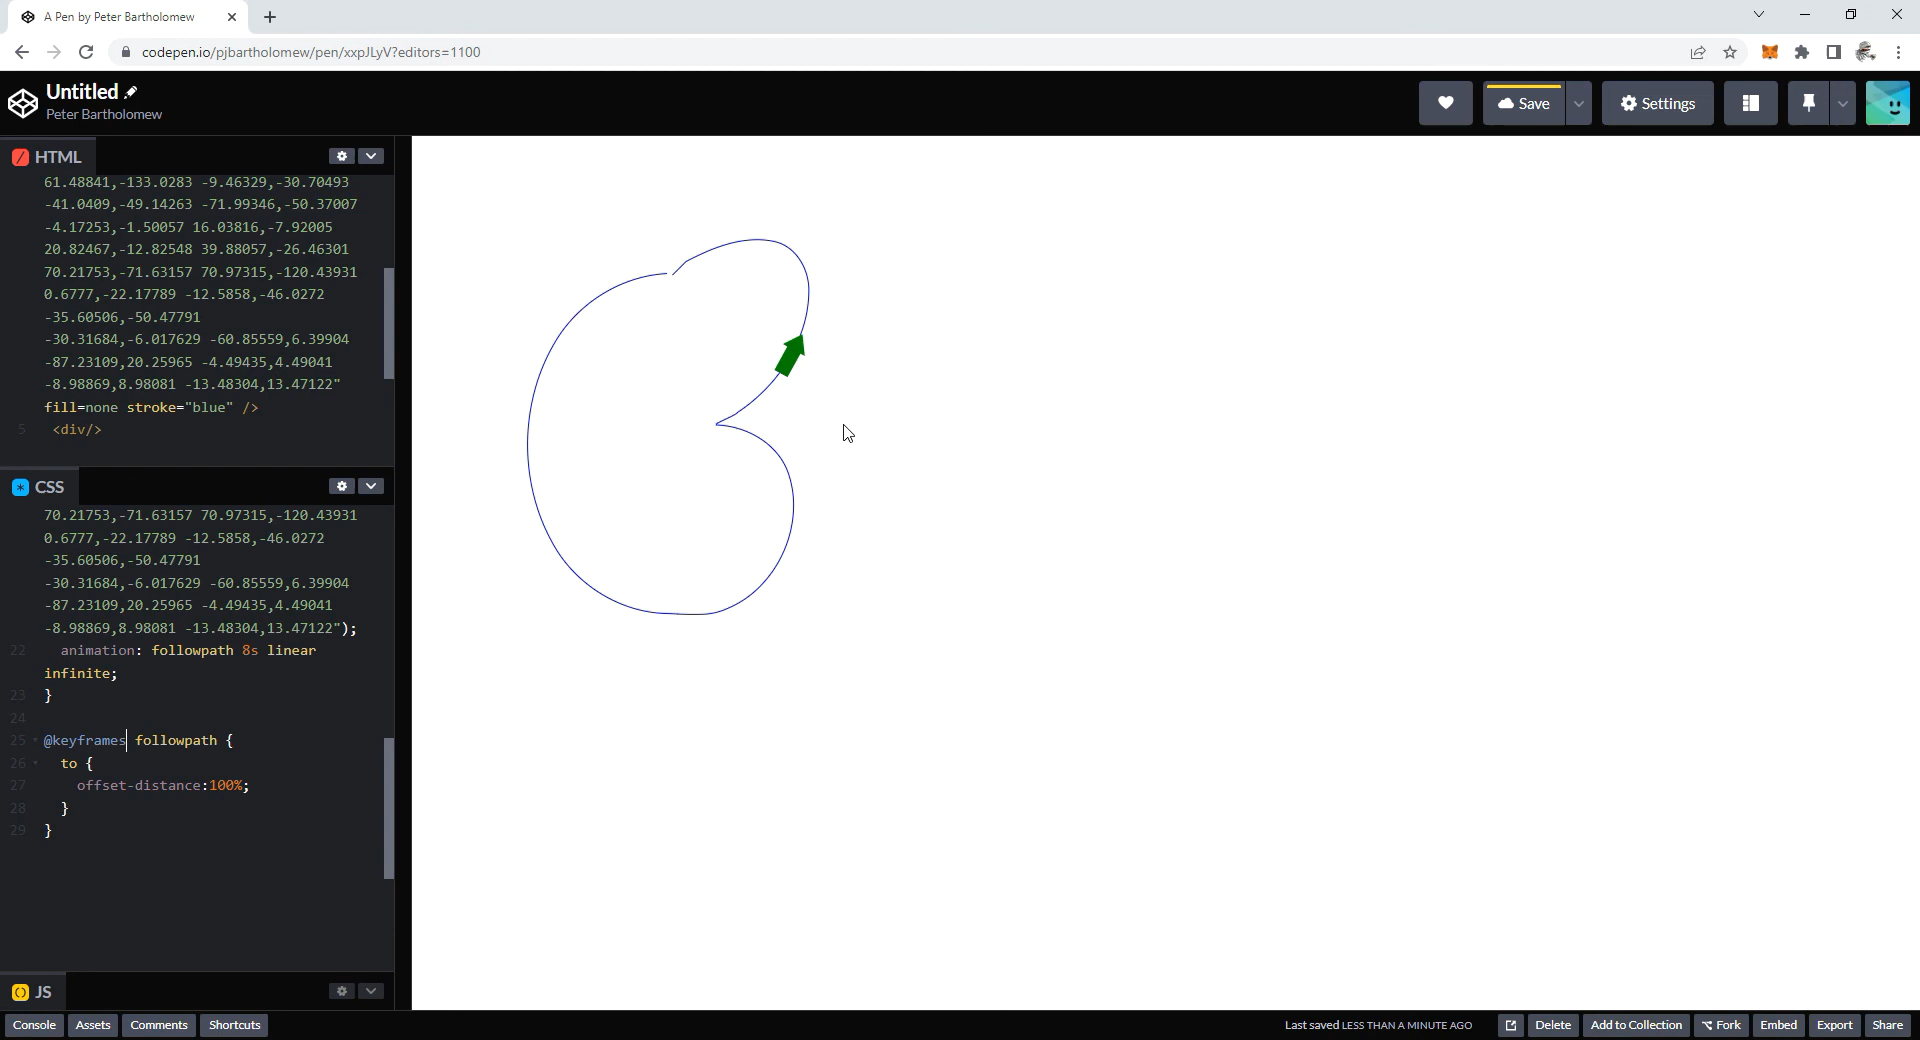 A Pen by Peter Bartholomew
codepen.io/pjbartholomew/pen/xxpJLyV?editors=1100
Untitled
Peter Bartholomew
Save
Settings
HTML
61.48841,-133.0283 -9.46329,-30.70493
-41.0409,-49.14263 -71.99346,-50.37007
-4.17253,-1.50057 16.03816,-7.92005
20.82467,-12.82548 39.88057,-26.46301
70.21753,-71.63157 70.97315,-120.43931
0.6777,-22.17789 -12.5858,-46.0272
-35.60506,-50.47791
-30.31684,-6.017629 -60.85559,6.39904
-87.23109,20.25965 -4.49435,4.49041
-8.98869,8.98081 -13.48304,13.47122"
fill=none stroke="blue" />
5 <div/>
CSS
70.21753,-71.63157 70.97315,-120.43931
0.6777,-22.17789 -12.5858,-46.0272
-35.60506,-50.47791
-30.31684,-6.017629 -60.85559,6.39904
-87.23109,20.25965 -4.49435,4.49041
-8.98869,8.98081 -13.48304,13.47122");
22 animation: followpath 8s linear
infinite;
23 }
24
25 @keyframes followpath {
26 to {
27 offset-distance:100%;
28 }
29 }
JS
Console Assets Comments Shortcuts
Last saved LESS THAN A MINUTE AGO
Delete Add to Collection Fork Embed Export Share